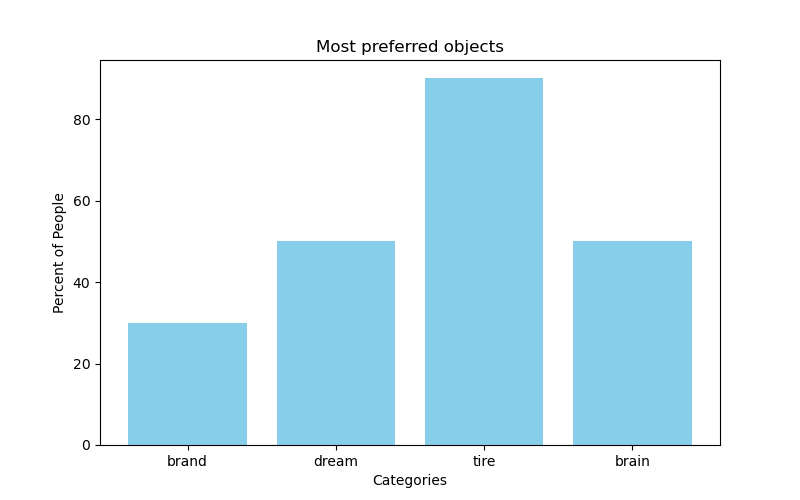 Most preferred objects
Percent of People
80
60
40
20
0
brand dream tire brain
Categories